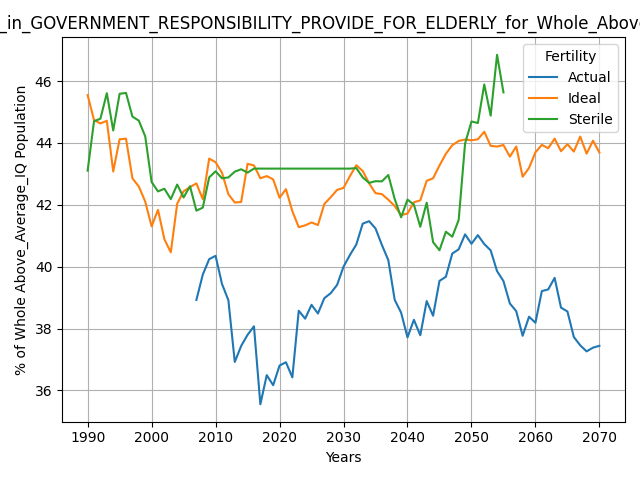 _in_GOVERNMENT_RESPONSIBILITY_PROVIDE_FOR_ELDERLY_for_Whole_Above
Fertility
Actual
Ideal
Sterile
% of Whole Above_Average_IQ Population
46
44
42
40
38
36
1990 2000 2010 2020 2030 2040 2050 2060 2070
Years